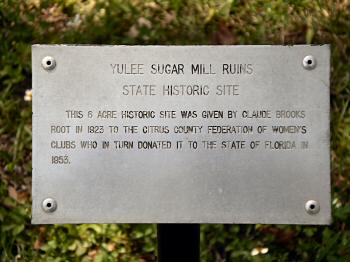 YULEE SUGAR MILL RUINS
STATE HISTORIC SITE
THIS 6 ACRE HISTORIC SITE WAS GIVEN BY CLAUDE BROOKS
ROOT IN 1923 TO THE CITRUS COUNTY FEDERATION OF WOMEN'S
CLUBS WHO IN TURN DONATED IT TO THE STATE OF FLORIDA IN
1953.